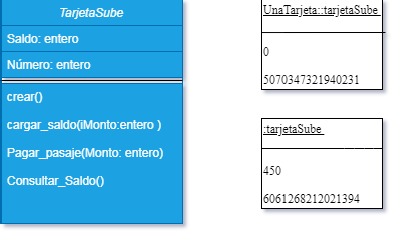 TarjetaSube
Saldo: entero
Número: entero
crear()
cargar_saldo(iMonto:entero )
Pagar_pasaje(Monto: entero)
Consultar_Saldo()
UnaTarjeta::tarjetaSube
0
5070347321940231
:tarjetaSube
450
6061268212021394